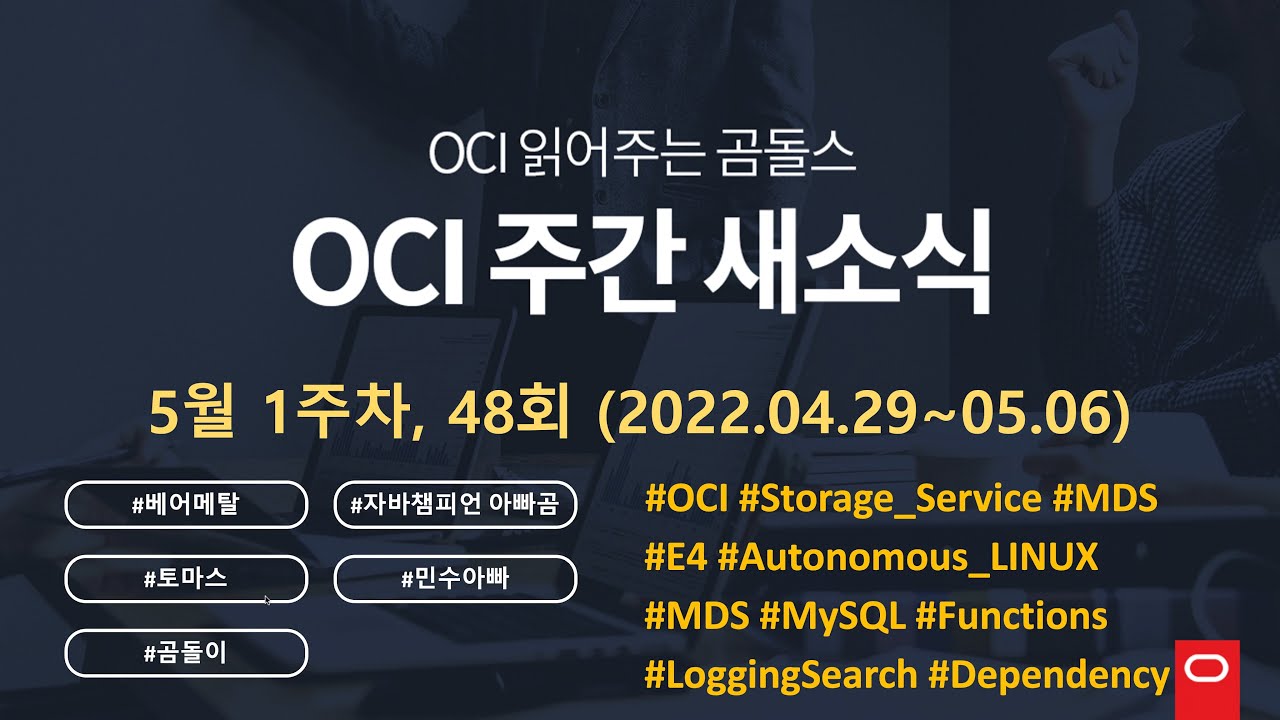 OCI 읽어주는 곰돌스
OCI 주간 새소식
5월 1주차, 48회 (2022.04.29~05.06)
#베어메탈
#자바챔피언 아빠곰
#토마스
#민수아빠
#곰돌이
#OCI #Storage_Service #MDS
#E4 #Autonomous_LINUX
#MDS #MySQL #Functions
#LoggingSearch #Dependency